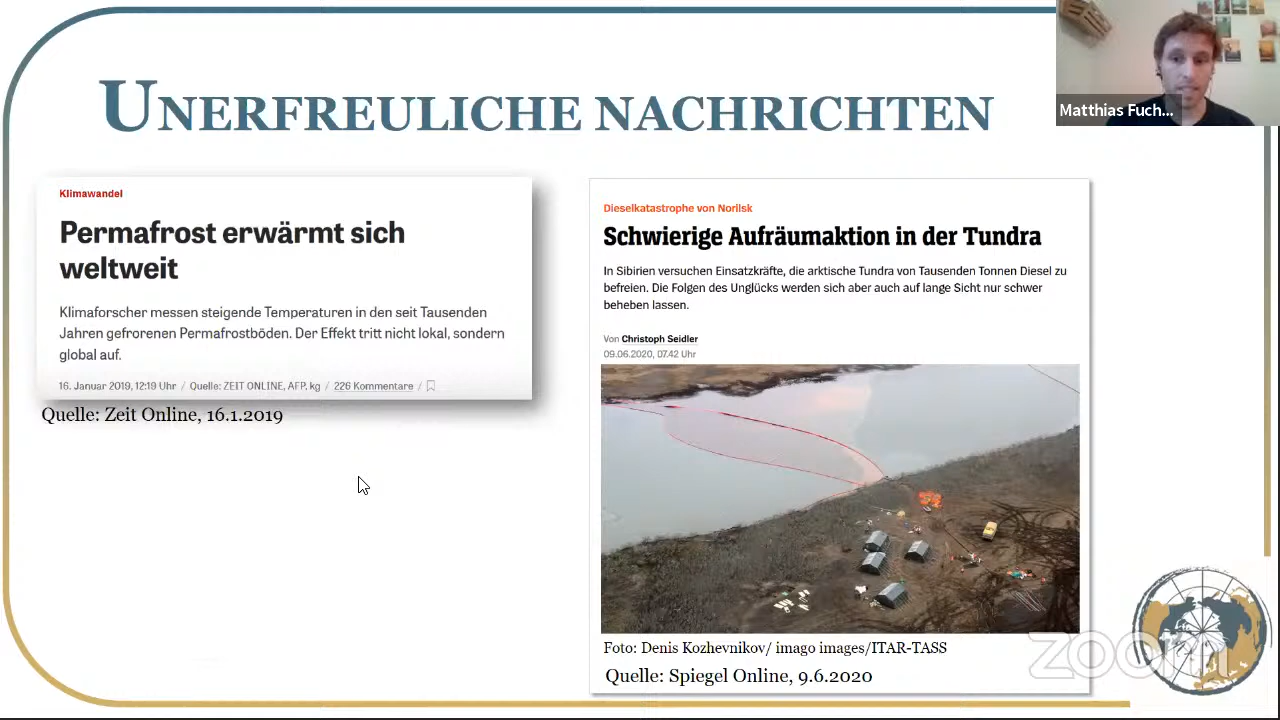 Unerfreuliche nachrichten
Matthias Fuch...
Klimawandel
Permafrost erwärmt sich
weltweit
Klimaforscher messen steigende Temperaturen in den seit Tausenden
Jahren gefrorenen Permafrostböden. Der Effekt tritt nicht lokal, sondern
global auf.
16. Januar 2019, 12:19 Uhr / Quelle: ZEIT ONLINE, AFP, kg / 226 Kommentare /
Quelle: Zeit Online, 16.1.2019
Dieselkatastrophe von Norilsk
Schwierige Aufräumaktion in der Tundra
In Sibirien versuchen Einsatzkräfte, die arktische Tundra von Tausenden Tonnen Diesel zu
befreien. Die Folgen des Unglücks werden sich aber auch auf lange Sicht nur schwer
beheben lassen.
Von Christoph Seidler
09.06.2020, 07.42 Uhr
Foto: Denis Kozhevnikov/ imago images/ITAR-TASS
Quelle: Spiegel Online, 9.6.2020
zoom